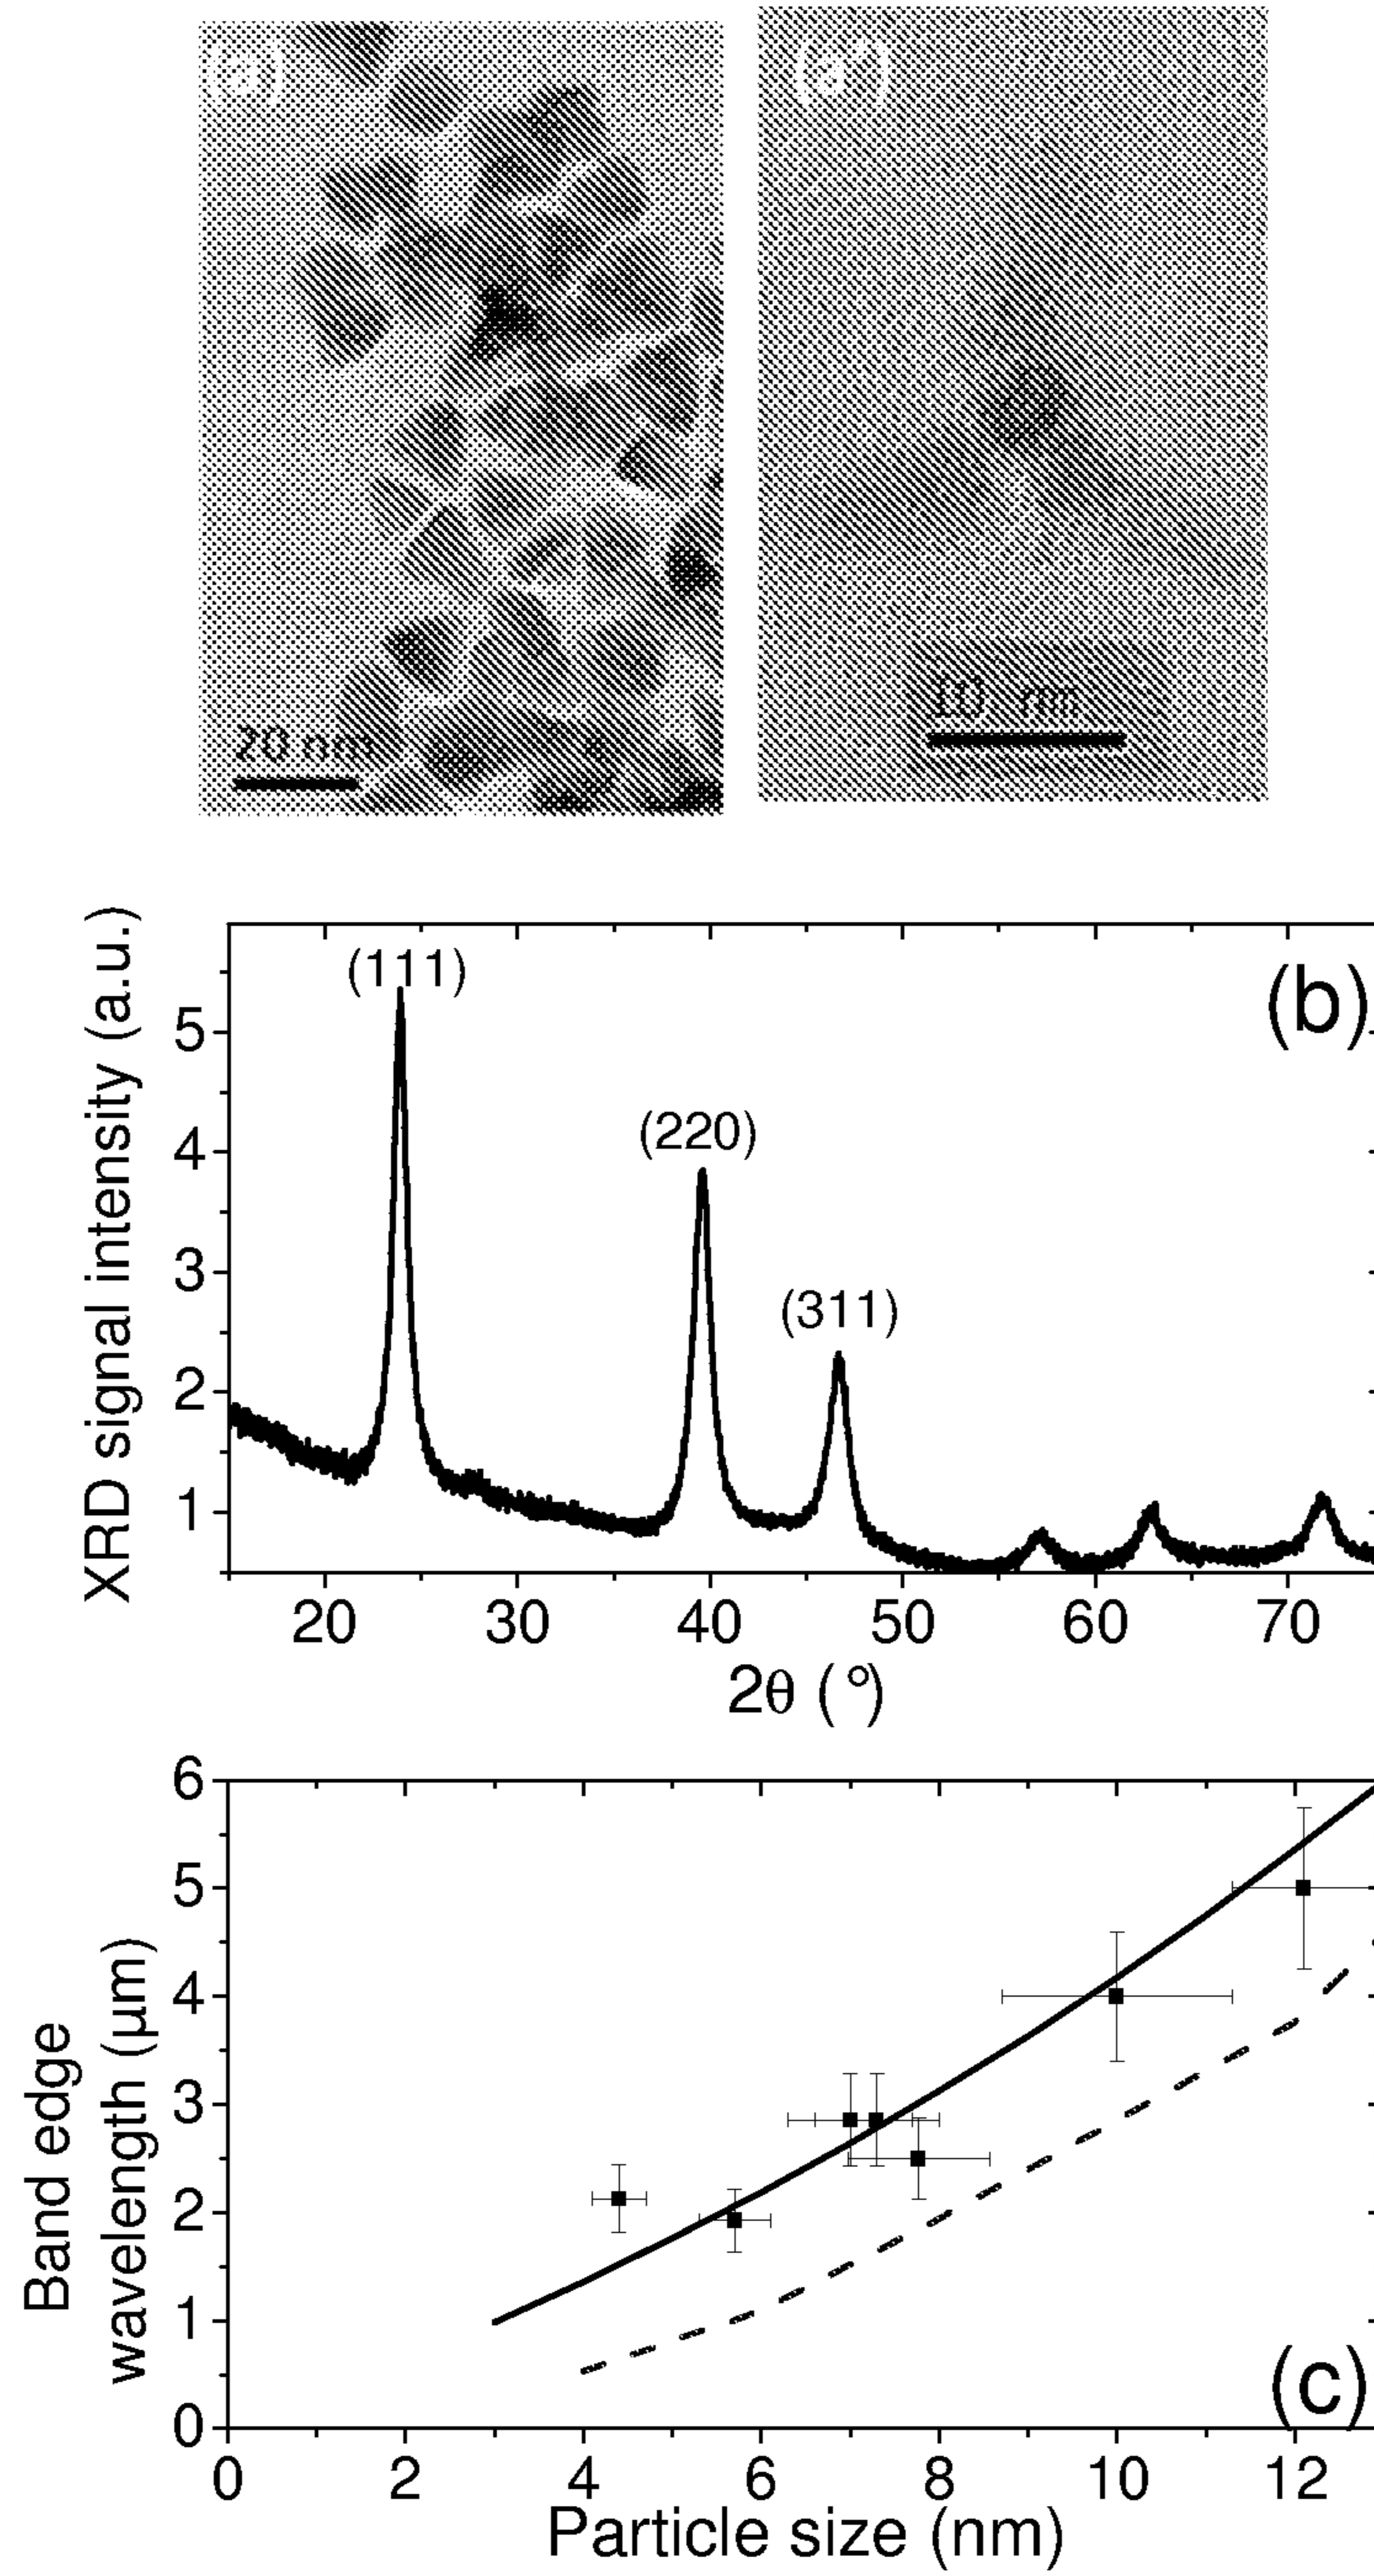 (a) (a')
20 nm
10 nm
XRD signal intensity (a.u.)
(b)
(111)
(220)
(311)
5
4
3
2
1
20 30 40 50 60 70
2θ (°)
Band edge
wavelength (µm)
6
5
4
3
2
1
0
(c)
0 2 4 6 8 10 12
Particle size (nm)